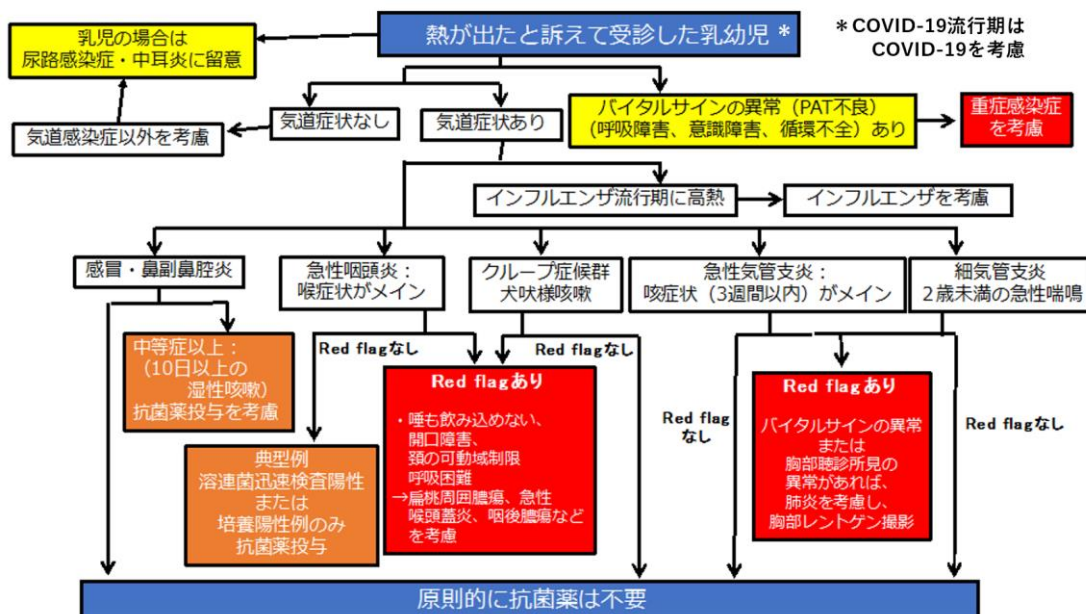 熱が出たと訴えて受診した乳幼児 *
*COVID-19流行期は
COVID-19を考慮
乳児の場合は
尿路感染症・中耳炎に留意
気道感染症以外を考慮
気道症状なし
気道症状あり
バイタルサインの異常（PAT不良）
（呼吸障害、意識障害、循環不全）あり
重症感染症
を考慮
インフルエンザ流行期に高熱
インフルエンザを考慮
感冒・鼻副鼻腔炎
急性咽頭炎：
喉症状がメイン
クループ症候群
犬吠様咳嗽
急性気管支炎：
咳症状（3週間以内）がメイン
細気管支炎
２歳未満の急性喘鳴
中等症以上：
（10日以上の
湿性咳嗽）
抗菌薬投与を考慮
Red flagなし
典型例
溶連菌迅速検査陽性
または
培養陽性例のみ
抗菌薬投与
Red flagあり
・唾も飲み込めない、
開口障害、
頚の可動域制限
呼吸困難
→扁桃周囲膿瘍、急性
喉頭蓋炎、咽後膿瘍など
を考慮
Red flagなし
Red flag
なし
Red flagあり
バイタルサインの異常
または
胸部聴診所見の
異常があれば、
肺炎を考慮し、
胸部レントゲン撮影
Red flagなし
原則的に抗菌薬は不要